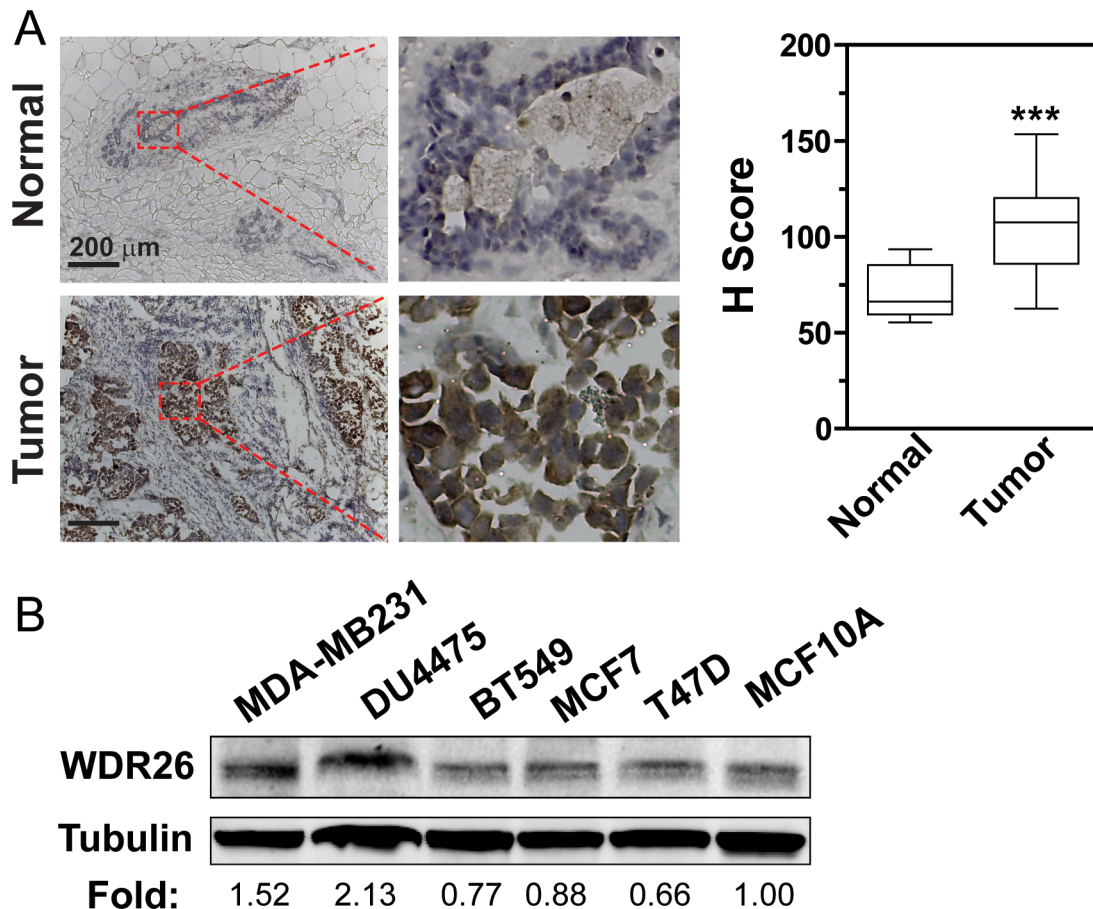 A
Normal
200 μm
Tumor
H Score
200
150
100
50
0
***
Normal
Tumor
B
MDA-MB231
DU4475
BT549
MCF7
T47D
MCF10A
WDR26
Tubulin
Fold: 1.52 2.13 0.77 0.88 0.66 1.00